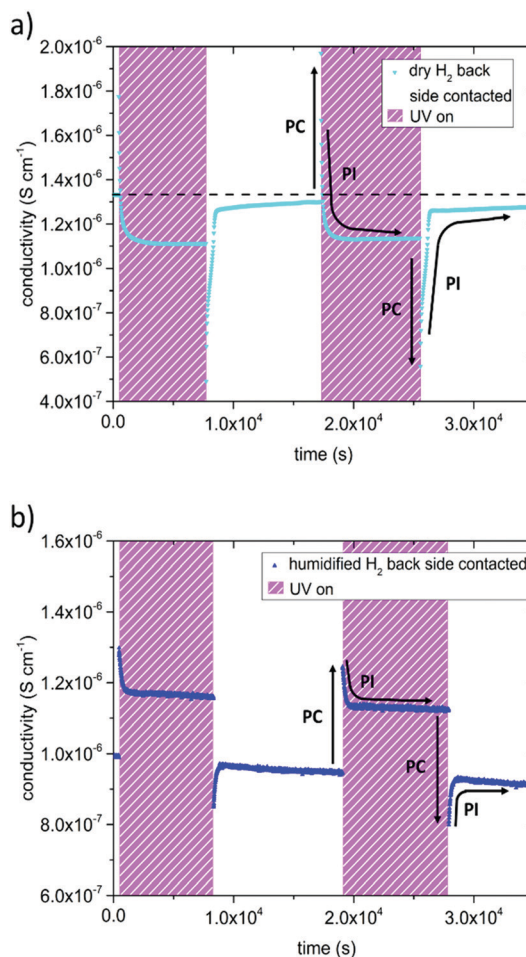 a)
2.0x10⁻⁶
1.8x10⁻⁶
1.6x10⁻⁶
1.4x10⁻⁶
1.2x10⁻⁶
1.0x10⁻⁶
8.0x10⁻⁷
6.0x10⁻⁷
4.0x10⁻⁷
conductivity (S cm⁻¹)
dry H₂ back
side contacted
UV on
PC
PI
PC
PI
0.0
1.0x10⁴
2.0x10⁴
3.0x10⁴
time (s)
b)
1.6x10⁻⁶
1.4x10⁻⁶
1.2x10⁻⁶
1.0x10⁻⁶
8.0x10⁻⁷
6.0x10⁻⁷
conductivity (S cm⁻¹)
humidified H₂ back side contacted
UV on
PC
PI
PC
PI
0.0
1.0x10⁴
2.0x10⁴
3.0x10⁴
time (s)